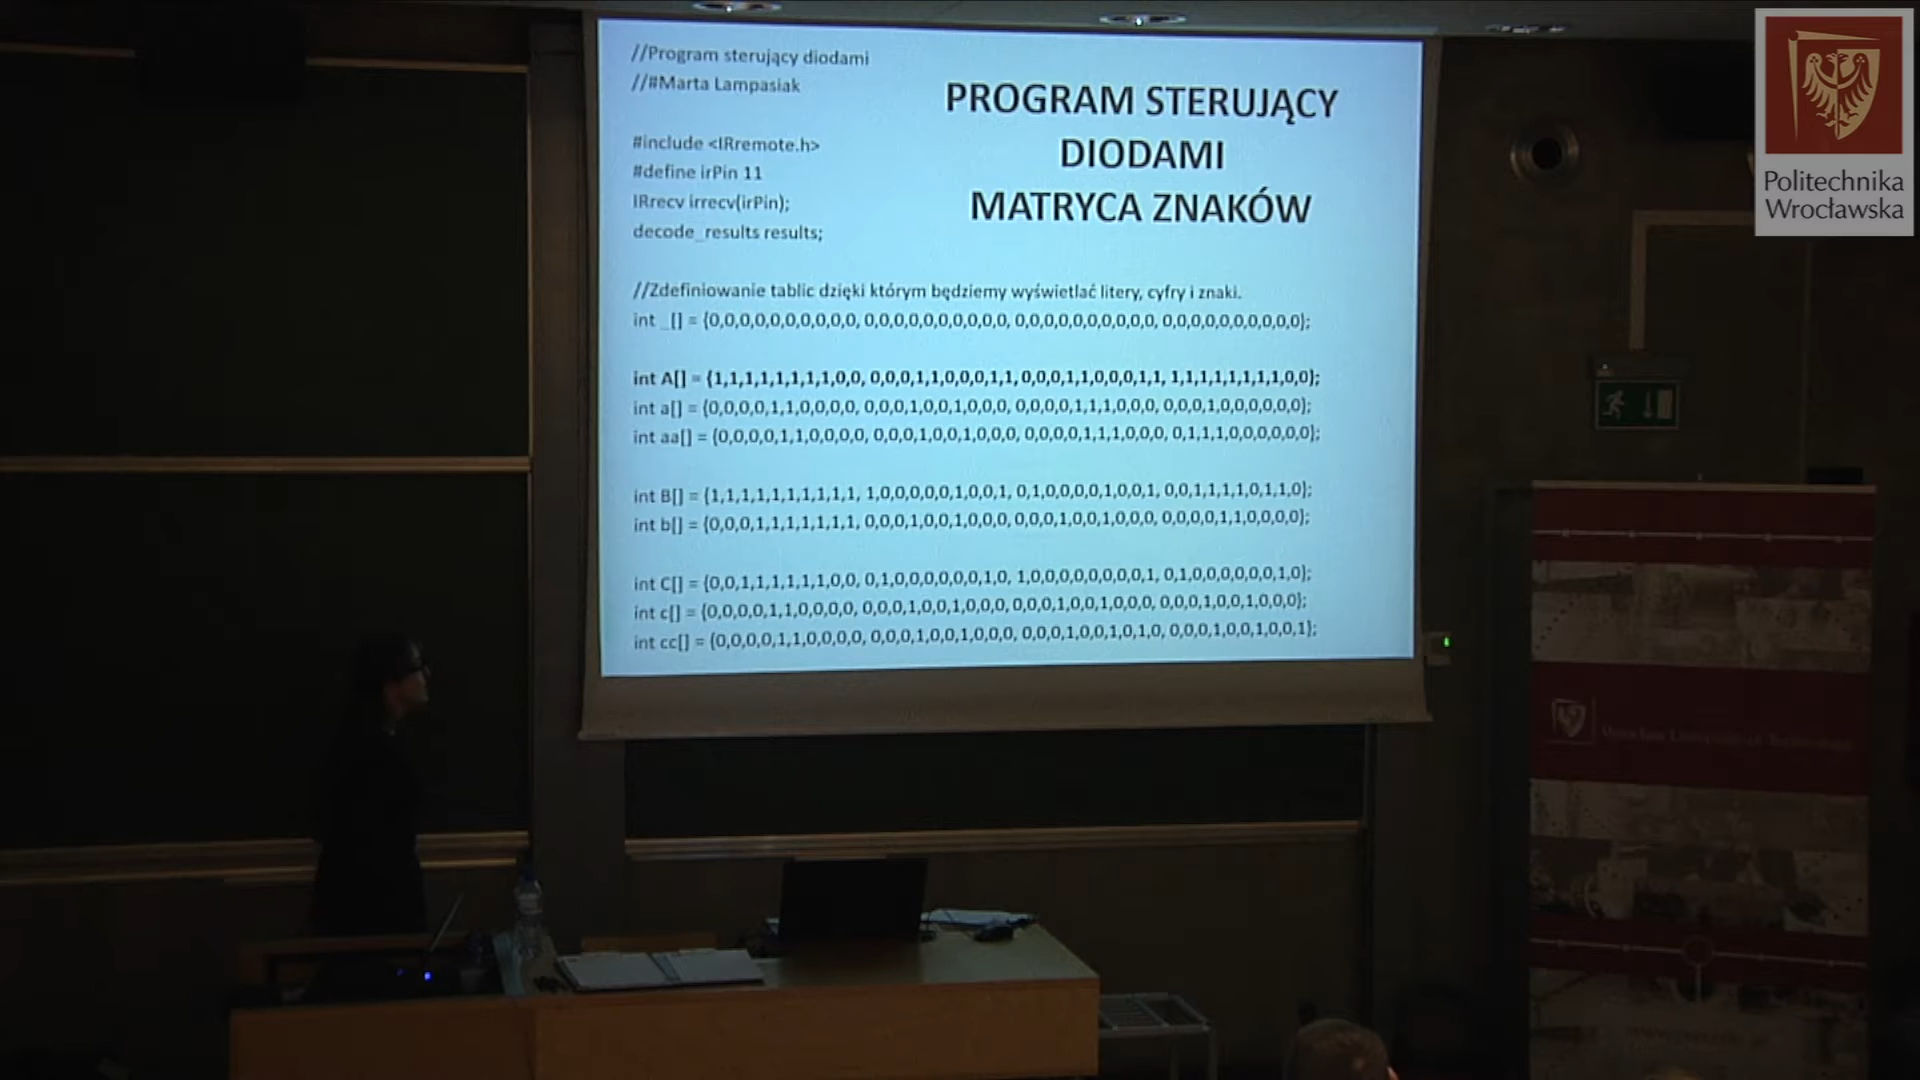 //Program sterujący diodami
//#Marta Lampasiak
PROGRAM STERUJĄCY
DIODAMI
MATRYCA ZNAKÓW
#include <IRremote.h>
#define irPin 11
IRrecv irrecv(irPin);
decode_results results;
//Zdefiniowanie tablic dzięki którym będziemy wyświetlać litery, cyfry i znaki.
int _[] = {0,0,0,0,0,0,0,0,0,0, 0,0,0,0,0,0,0,0,0,0, 0,0,0,0,0,0,0,0,0,0, 0,0,0,0,0,0,0,0,0,0};
int A[] = {1,1,1,1,1,1,1,1,0,0, 0,0,0,1,1,0,0,0,1,1, 0,0,0,1,1,0,0,0,1,1, 1,1,1,1,1,1,1,1,0,0};
int a[] = {0,0,0,0,1,1,0,0,0,0, 0,0,0,1,0,0,1,0,0,0, 0,0,0,0,1,1,1,0,0,0, 0,0,0,1,0,0,0,0,0,0};
int aa[] = {0,0,0,0,1,1,0,0,0,0, 0,0,0,1,0,0,1,0,0,0, 0,0,0,0,1,1,1,0,0,0, 0,1,1,1,0,0,0,0,0,0};
int B[] = {1,1,1,1,1,1,1,1,1,1, 1,0,0,0,0,0,1,0,0,1, 0,1,0,0,0,0,1,0,0,1, 0,0,1,1,1,1,0,1,1,0};
int b[] = {0,0,0,1,1,1,1,1,1,1, 0,0,0,1,0,0,1,0,0,0, 0,0,0,1,0,0,1,0,0,0, 0,0,0,0,1,1,0,0,0,0};
int C[] = {0,0,1,1,1,1,1,1,0,0, 0,1,0,0,0,0,0,0,1,0, 1,0,0,0,0,0,0,0,0,1, 0,1,0,0,0,0,0,0,1,0};
int c[] = {0,0,0,0,1,1,0,0,0,0, 0,0,0,1,0,0,1,0,0,0, 0,0,0,1,0,0,1,0,0,0, 0,0,0,1,0,0,1,0,0,0};
int cc[] = {0,0,0,0,1,1,0,0,0,0, 0,0,0,1,0,0,1,0,0,0, 0,0,0,1,0,0,1,0,1,0, 0,0,0,1,0,0,1,0,0,1};
Politechnika
Wrocławska
Wrocław University of Technology